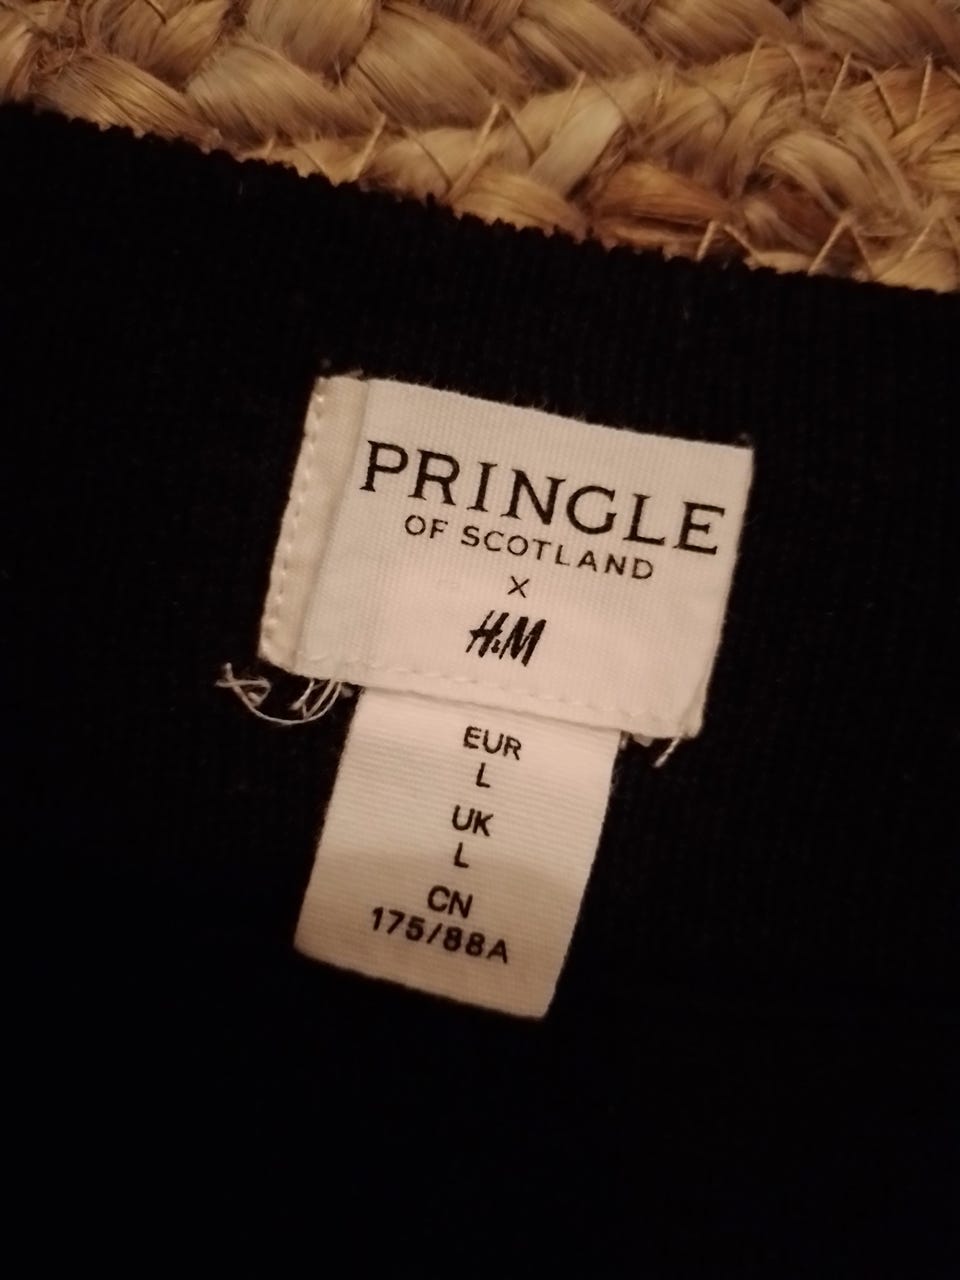 PRINGLE
OF SCOTLAND
X
H&M
EUR
L
UK
L
CN
175/88A